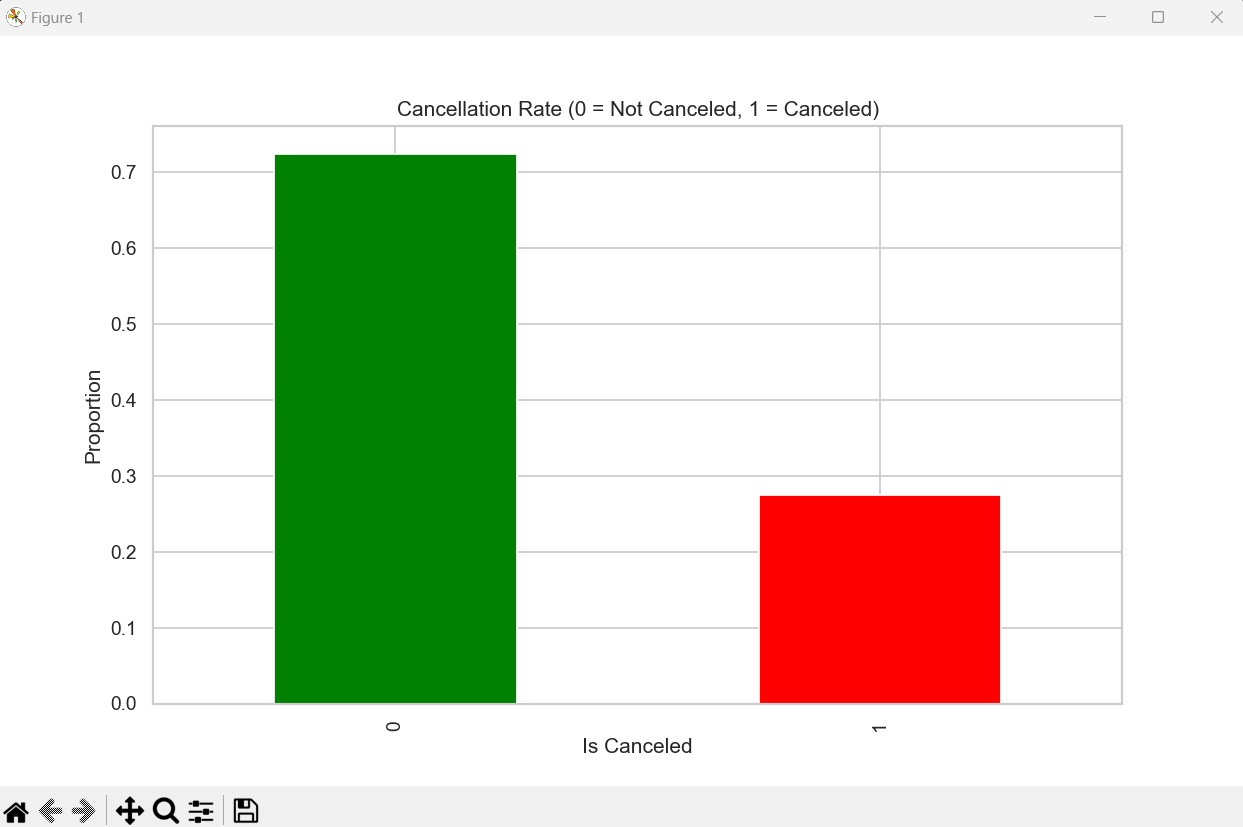 Figure 1
Cancellation Rate (0 = Not Canceled, 1 = Canceled)
0.7
0.6
0.5
0.4
0.3
0.2
0.1
0.0
Proportion
0
1
Is Canceled